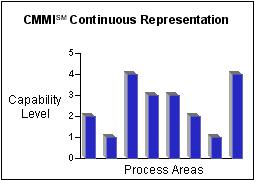 CMMI℠ Continuous Representation
5
4
3
2
1
0
Capability
Level
Process Areas